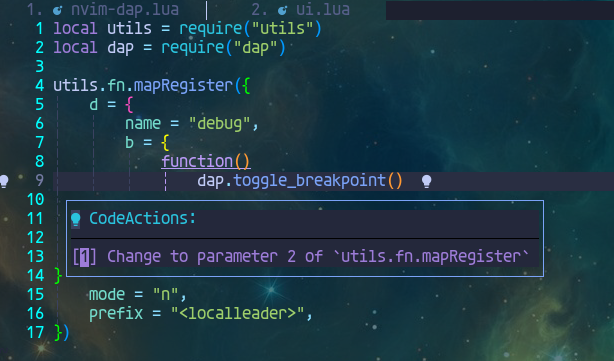 1. nvim-dap.lua 2. ui.lua
1 local utils = require("utils")
2 local dap = require("dap")
3
4 utils.fn.mapRegister({
5 d = {
6 name = "debug",
7 b = {
8 function()
9 dap.toggle_breakpoint()
10
11 CodeActions:
12
13 [1] Change to parameter 2 of `utils.fn.mapRegister`
14 }
15 mode = "n",
16 prefix = "<localleader>",
17 })